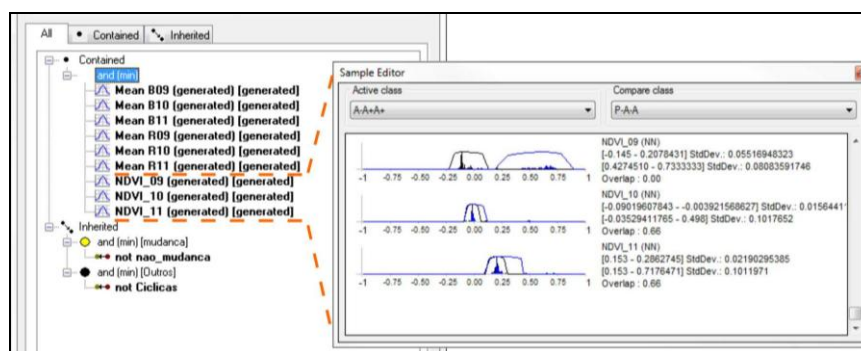 All
Contained
Inherited
Contained
and (min)
Mean B09 (generated) [generated]
Mean B10 (generated) [generated]
Mean B11 (generated) [generated]
Mean R09 (generated) [generated]
Mean R10 (generated) [generated]
Mean R11 (generated) [generated]
NDVI_09 (generated) [generated]
NDVI_10 (generated) [generated]
NDVI_11 (generated) [generated]
Inherited
and (min) [mudanca]
not nao_mudanca
and (min) [Outros]
not Ciclicas
Sample Editor
Active class
Compare class
A-A+A+
P-A-A
NDVI_09 (NN)
[-0.145 - 0.2078431] StdDev.: 0.05516948323
[0.4274510 - 0.7333333] StdDev.: 0.08083591746
Overlap : 0.00
-1 -0.75 -0.50 -0.25 0.00 0.25 0.50 0.75 1
NDVI_10 (NN)
[-0.09019607843 - -0.003921568627] StdDev.: 0.0156441
[-0.03529411765 - 0.498] StdDev.: 0.1017652
Overlap : 0.66
-1 -0.75 -0.50 -0.25 0.00 0.25 0.50 0.75 1
NDVI_11 (NN)
[0.153 - 0.2862745] StdDev.: 0.02190295385
[0.153 - 0.7176471] StdDev.: 0.1011971
Overlap : 0.66
-1 -0.75 -0.50 -0.25 0.00 0.25 0.50 0.75 1